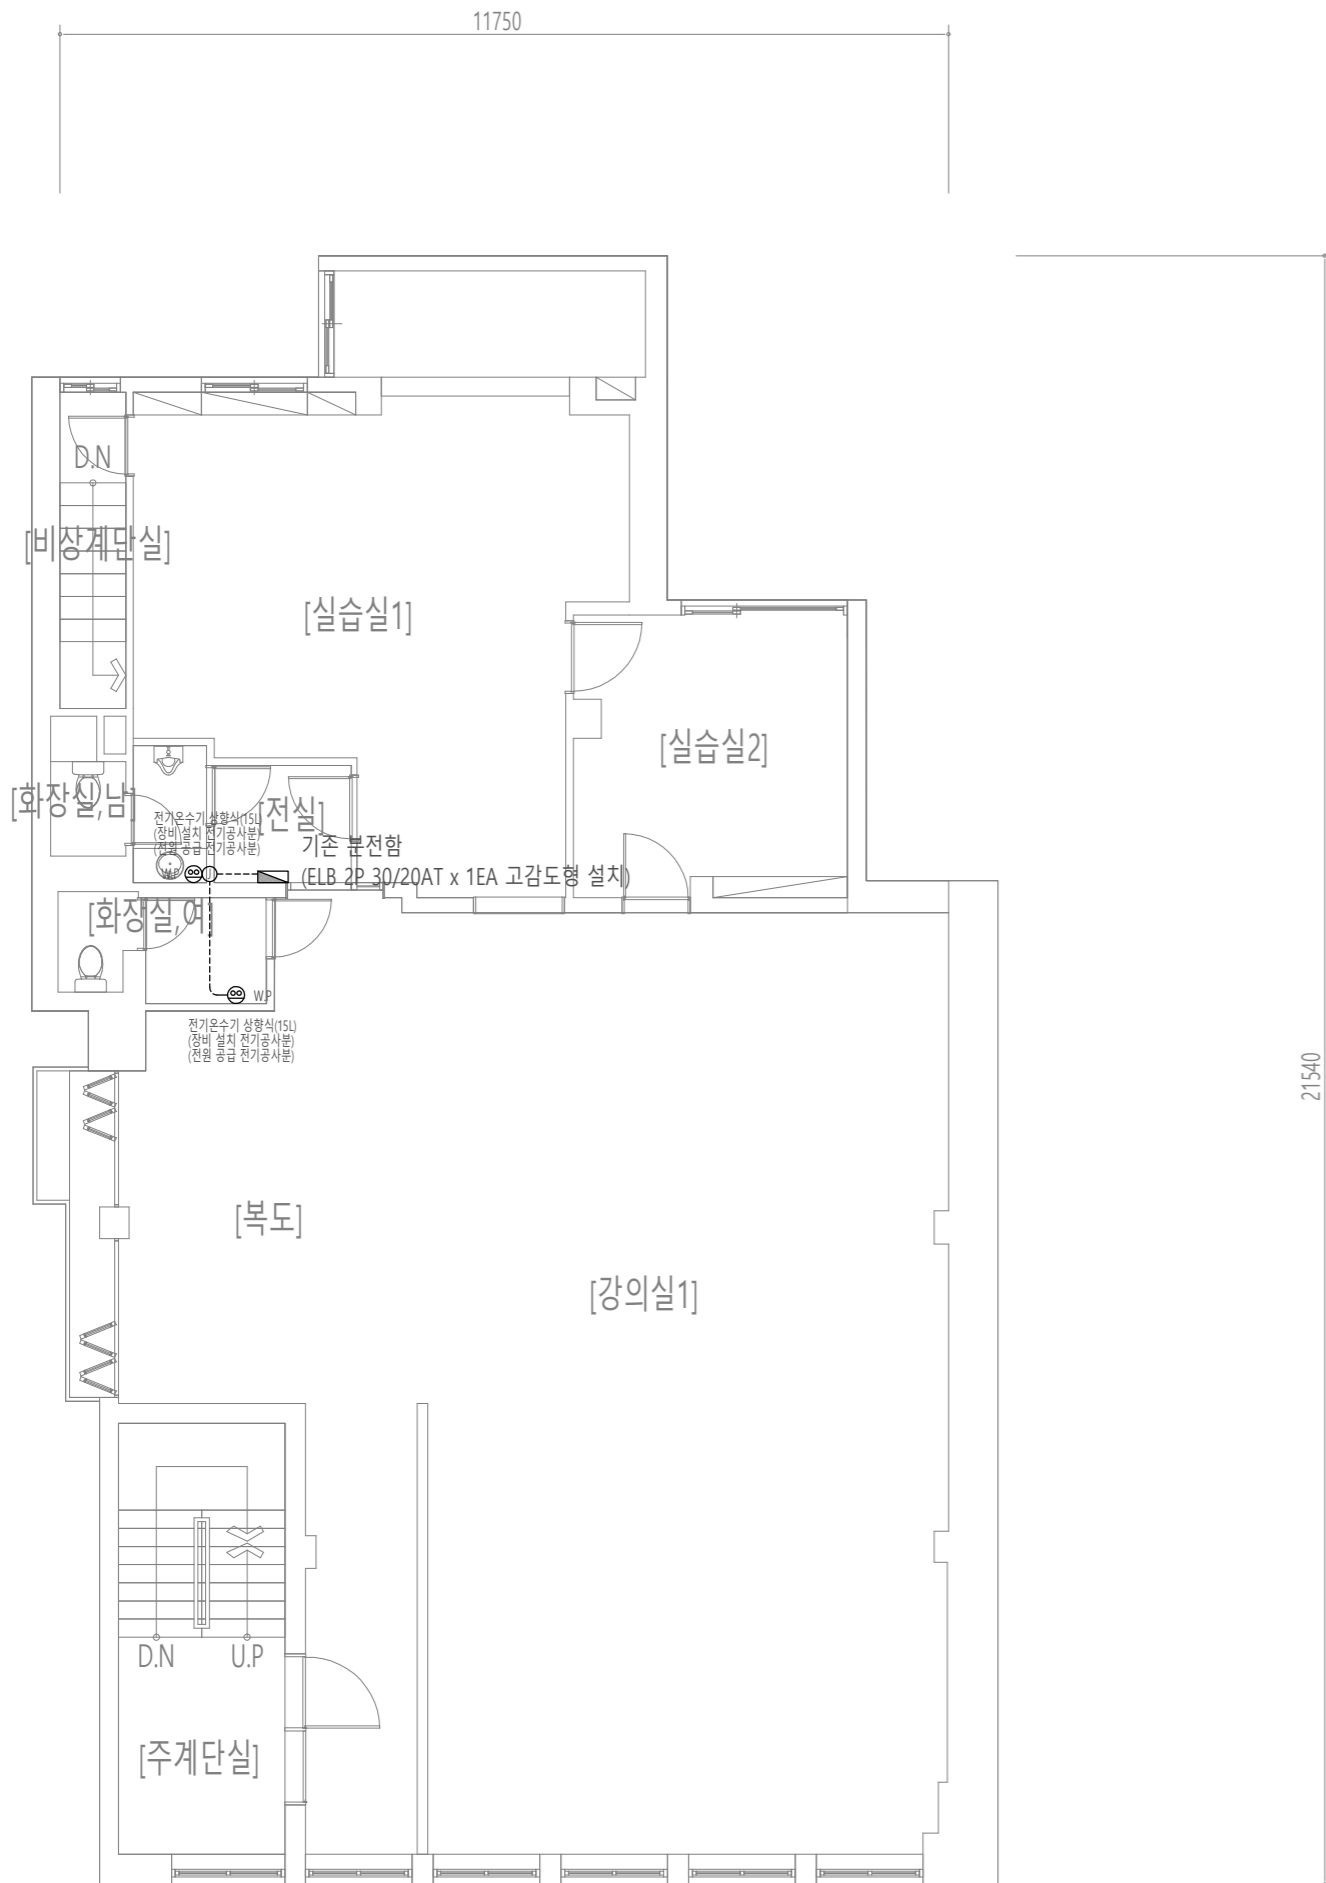 11750
D.N
[비상계단실]
[실습실1]
[실습실2]
[화장실,남]
[전실]
전기온수기 상향식(15L)
(장비 설치 전기공사분)
(전원 공급 전기공사분)
기존 분전함
W.P
(ELB 2P 30/20AT x 1EA 고감도형 설치)
[화장실,여]
W.P
전기온수기 상향식(15L)
(장비 설치 전기공사분)
(전원 공급 전기공사분)
21540
[복도]
[강의실1]
D.N
U.P
[주계단실]